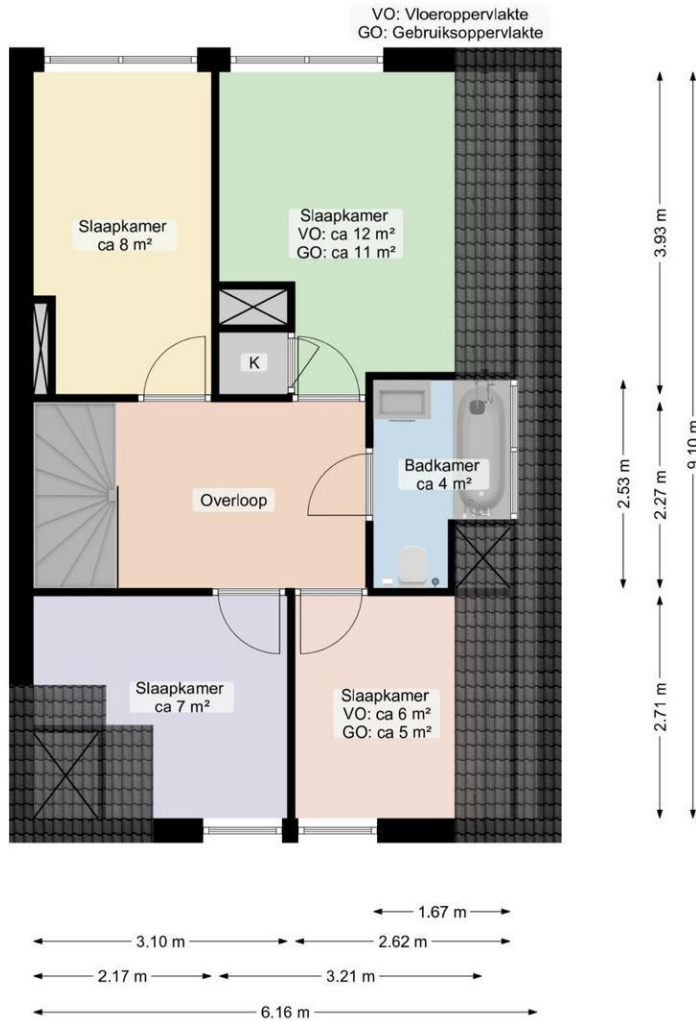 VO: Vloeroppervlakte
GO: Gebruiksoppervlakte
Slaapkamer
ca 8 m²
Slaapkamer
VO: ca 12 m²
GO: ca 11 m²
K
Overloop
Badkamer
ca 4 m²
Slaapkamer
ca 7 m²
Slaapkamer
VO: ca 6 m²
GO: ca 5 m²
3.93 m
9.10 m
2.53 m
2.27 m
2.71 m
1.67 m
3.10 m
2.62 m
2.17 m
3.21 m
6.16 m